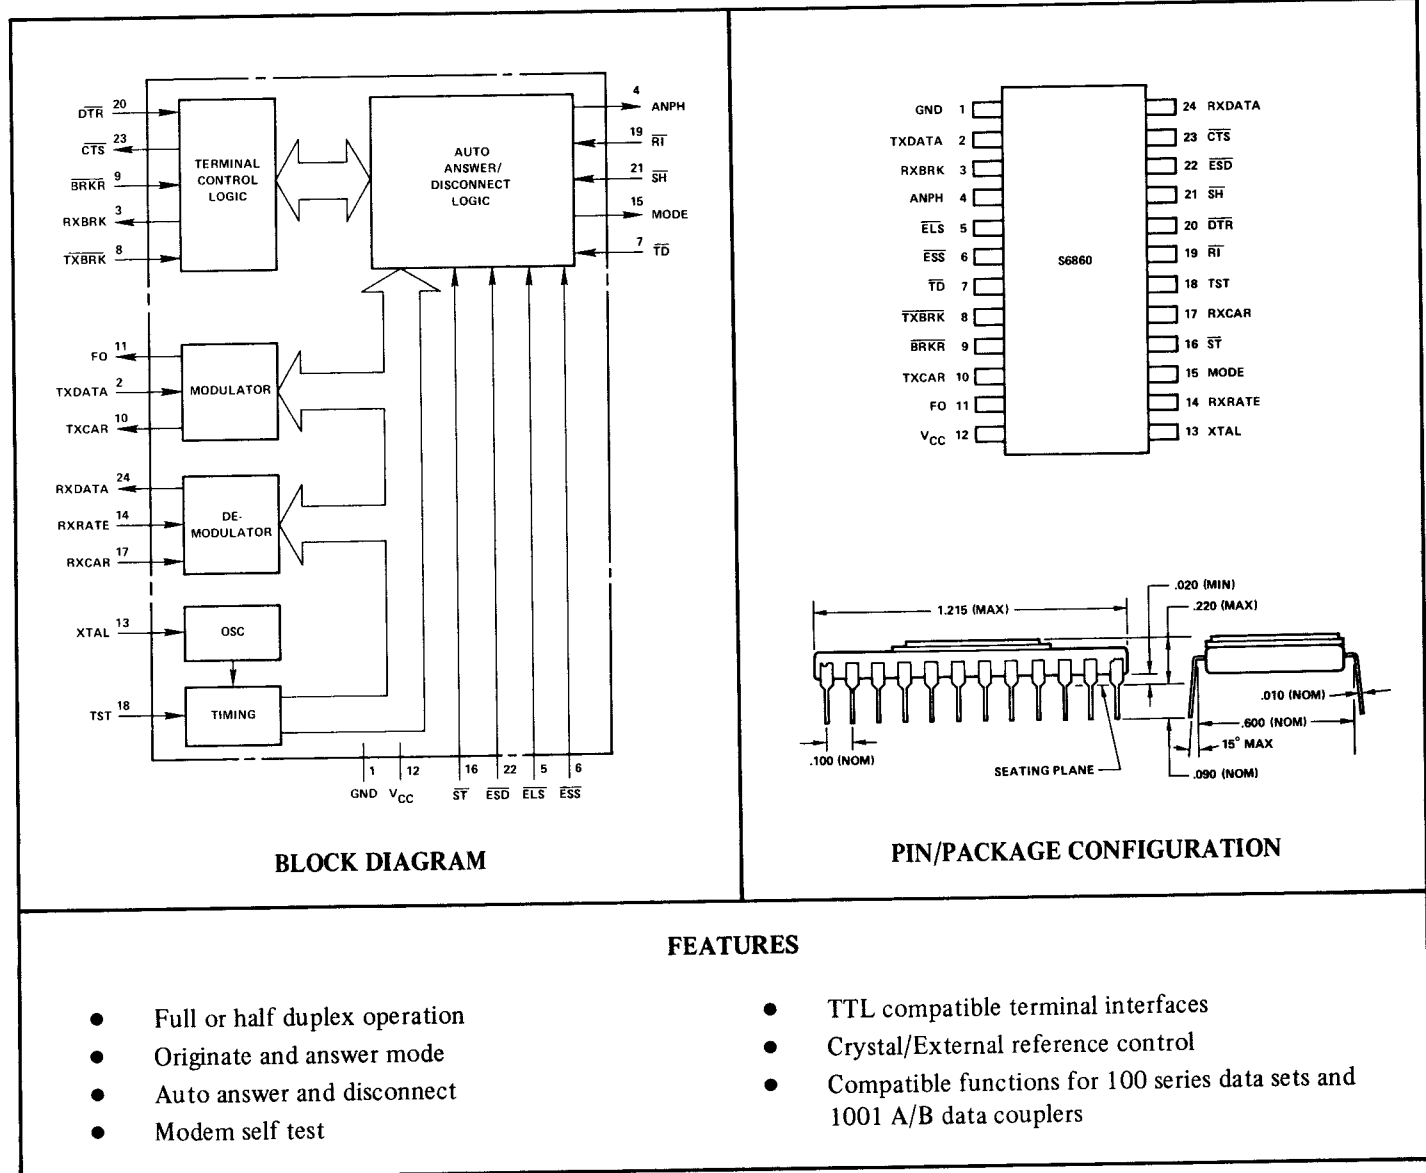 DTR 20
CTS 23
BRKR 9
RXBRK 3
TXBRK 8
TERMINAL
CONTROL
LOGIC
AUTO
ANSWER/
DISCONNECT
LOGIC
4 ANPH
19 RI
21 SH
15 MODE
7 TD
FO 11
TXDATA 2
TXCAR 10
MODULATOR
RXDATA 24
RXRATE 14
RXCAR 17
DE-
MODULATOR
XTAL 13
OSC
TST 18
TIMING
1 12 16 22 5 6
GND VCC ST ESD ELS ESS
BLOCK DIAGRAM
GND 1
TXDATA 2
RXBRK 3
ANPH 4
ELS 5
ESS 6
TD 7
TXBRK 8
BRKR 9
TXCAR 10
FO 11
VCC 12
S6860
24 RXDATA
23 CTS
22 ESD
21 SH
20 DTR
19 RI
18 TST
17 RXCAR
16 ST
15 MODE
14 RXRATE
13 XTAL
1.215 (MAX)
.020 (MIN)
.220 (MAX)
.010 (NOM)
.600 (NOM)
15° MAX
.100 (NOM)
SEATING PLANE
.090 (NOM)
PIN/PACKAGE CONFIGURATION
FEATURES
● Full or half duplex operation
● Originate and answer mode
● Auto answer and disconnect
● Modem self test
● TTL compatible terminal interfaces
● Crystal/External reference control
● Compatible functions for 100 series data sets and
1001 A/B data couplers